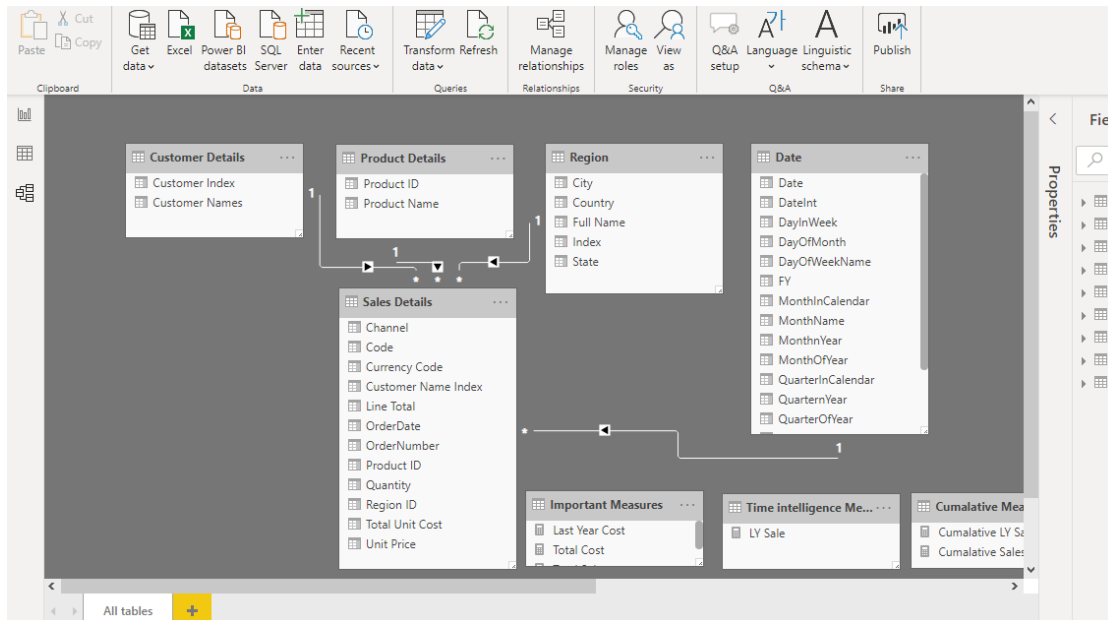 Cut
Copy
Paste
Get data
Excel
Power BI datasets
SQL Server
Enter data
Recent sources
Transform data
Refresh
Manage relationships
Manage roles
View as
Q&A setup
Language
Linguistic schema
Publish
Clipboard
Data
Queries
Relationships
Security
Q&A
Share
Properties
Customer Details
Customer Index
Customer Names
Product Details
Product ID
Product Name
Region
City
Country
Full Name
Index
State
Date
Date
DateInt
DayInWeek
DayOfMonth
DayOfWeekName
FY
MonthInCalendar
MonthName
MonthnYear
MonthOfYear
QuarterInCalendar
QuarternYear
QuarterOfYear
1
1
1
* * *
Sales Details
Channel
Code
Currency Code
Customer Name Index
Line Total
OrderDate
OrderNumber
Product ID
Quantity
Region ID
Total Unit Cost
Unit Price
*
1
Important Measures
Last Year Cost
Total Cost
Time intelligence Me...
LY Sale
Cumalative Mea
Cumalative LY Sa
Cumulative Sales
All tables
+